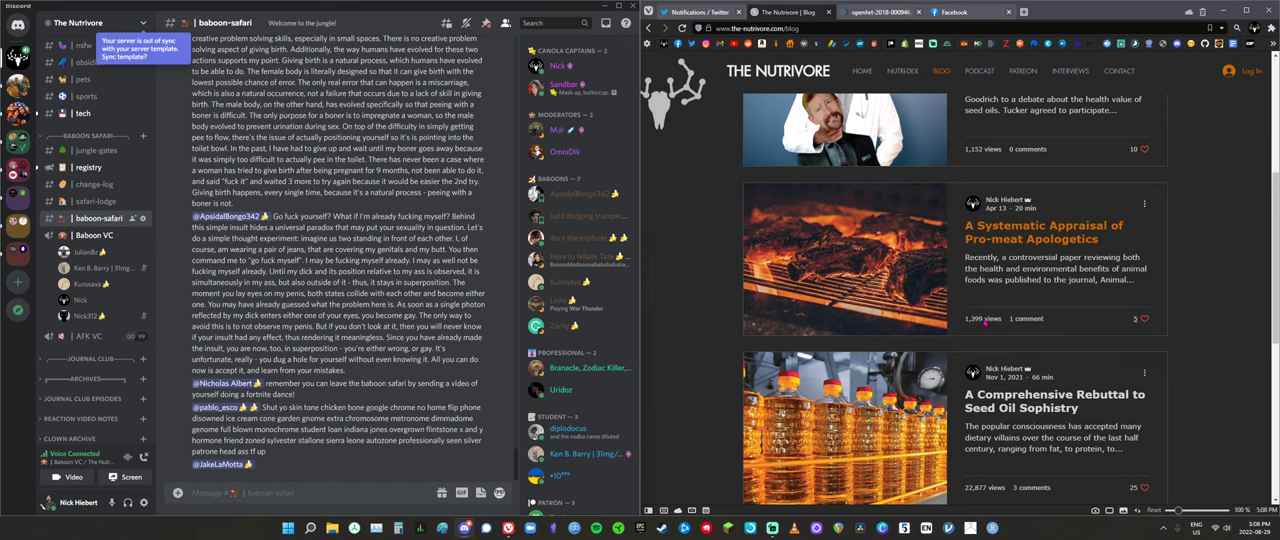 Discord
The Nutrivore
Your server is out of sync
with your server template.
Sync template?
nsfw
obsidi
pets
sports
tech
BABOON SAFARI
jungle-gates
registry
change-log
safari-lodge
baboon-safari
Baboon VC
JulianBz
Ken B. Barry | 31mg...
Kurosava
Nick
Nick312
AFK VC
00 99
JOURNAL CLUB
ARCHIVES
JOURNAL CLUB EPISODES
REACTION VIDEO NOTES
CLOWN ARCHIVE
Voice Connected
Baboon VC / The Nutr...
Video
Screen
Nick Hiebert
| baboon-safari
Welcome to the jungle!
Search
creative problem solving skills, especially in small spaces. There is no creative
problem solving aspect of giving birth. Additionally, the way humans have evolved for these two
actions supports my point. Giving birth is a natural process, which humans have evolved
to be able to do. The female body is literally designed so that it can give birth with the
lowest possible chance of error. The only real error that can happen is a miscarriage,
which is also a natural occurrence, not a failure that occurs due to a lack of skill in giving
birth. The male body, on the other hand, has evolved specifically so that peeing with a
boner is difficult. The only purpose for a boner is to impregnate a woman, so the male
body evolved to prevent urination during sex. On top of the difficulty in simply getting
pee to flow, there's the issue of actually positioning yourself so it's is pointing into the
toilet bowl. In the past, I have had to give up and wait until my boner goes away because
it was simply too difficult to actually pee in the toilet. There has never been a case where
a woman has tried to give birth after being pregnant for 9 months, not been able to do it,
and said "fuck it" and waited 3 more to try again because it would be easier the 2nd try.
Giving birth happens, every single time, because it's a natural process - peeing with a
boner is not.
@ApsidalBongo342 Go fuck yourself? What if I'm already fucking myself? Behind
this simple insult hides a universal paradox that may put your sexuality in question. Let's
do a simple thought experiment: imagine us two standing in front of each other. I, of
course, am wearing a pair of jeans, that are covering my genitals and my butt. You then
command me to "go fuck myself". I may be fucking myself already. I may as well not be
fucking myself already. Until my dick and its position relative to my ass is observed, it is
simultaneously in my ass, but also outside of it - thus, it stays in superposition. The
moment you lay eyes on my penis, both states collide with each other and become either
one. You may have already guessed what the problem here is. As soon as a single photon
reflected by my dick enters either one of your eyes, you become gay. The only way to
avoid this is to not observe my penis. But if you don't look at it, then you will never know
if your insult had any effect, thus rendering it meaningless. Since you have already made
the insult, you are now, too, in superposition - you're either wrong, or gay. It's
unfortunate, really - you dug a hole for yourself without even knowing it. All you can do
now is accept it, and learn from your mistakes.
@Nicholas Albert remember you can leave the baboon safari by sending a video of
yourself doing a fortnite dance!
@pablo_esco Shut yo skin tone chicken bone google chrome no home flip phone
disowned ice cream cone garden gnome extra chromosome metronome dimmadome
genome full blown monochrome student loan indiana jones overgrown flintstone x and y
hormone friend zoned sylvester stallone sierra leone autozone professionally seen silver
patrone head ass tf up
@JakeLaMotta
Message # | baboon-safari
GIF
CANOLA CAPTAINS – 2
Nick
Sandbar
Mask up, buttercup.
MODERATORS – 2
M@
OmniDik
BABOONS – 7
ApsidalBongo342
bald dodging trumper...
dora the explorer
Here to fellate Tate
Kurosava
Levia
Playing War Thunder
Zarily
PROFESSIONAL – 2
Branacle, Zodiac Killer,...
Uridoz
STUDENT – 3
diplodocus
and the vodka came diluted
Ken B. Barry | 31mg/...
PATRON – 3
Notifications / Twitter
The Nutrivore | Blog
openhrt-2018-000946
Facebook
www.the-nutrivore.com/blog
THE NUTRIVORE
HOME
NUTRI-DEX
BLOG
PODCAST
PATREON
INTERVIEWS
CONTACT
Log In
Goodrich to a debate about the health value of
seed oils. Tucker agreed to participate...
1,152 views
0 comments
10
Nick Hiebert
Apr 13 · 20 min
A Systematic Appraisal of
Pro-meat Apologetics
Recently, a controversial paper reviewing both
the health and environmental benefits of animal
foods was published to the journal, Animal...
1,399 views
1 comment
5
Nick Hiebert
Nov 1, 2021 · 66 min
A Comprehensive Rebuttal to
Seed Oil Sophistry
The popular consciousness has accepted many
dietary villains over the course of the last half
century, ranging from fat, to protein, to...
22,877 views
3 comments
25
Reset
100 %
5:08 PM
ENG
US
5:08 PM
2022-08-29